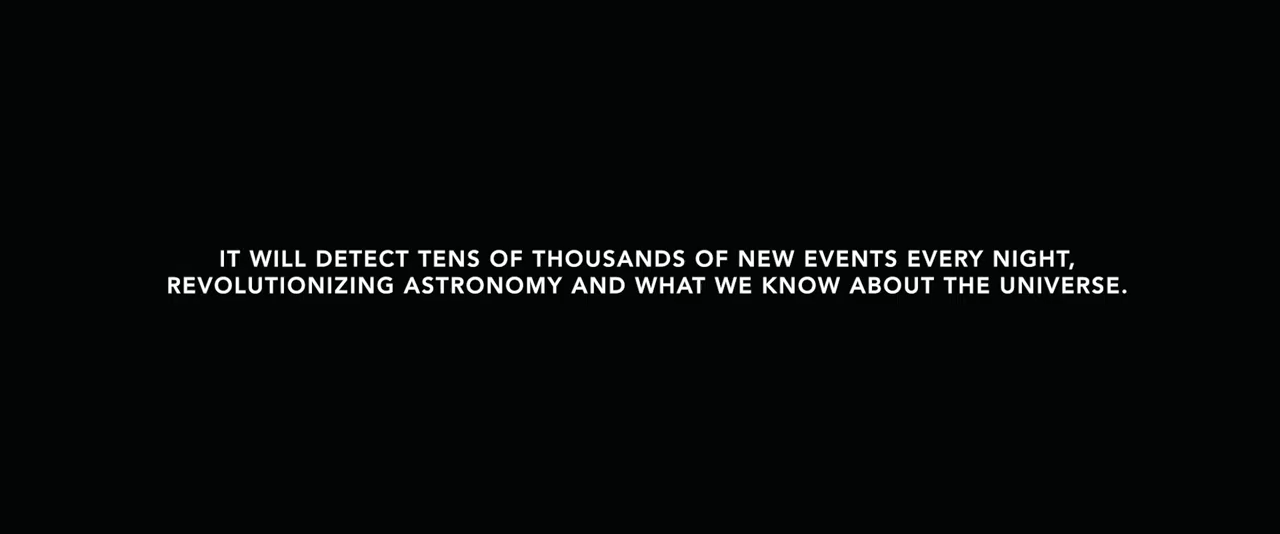 IT WILL DETECT TENS OF THOUSANDS OF NEW EVENTS EVERY NIGHT,
REVOLUTIONIZING ASTRONOMY AND WHAT WE KNOW ABOUT THE UNIVERSE.